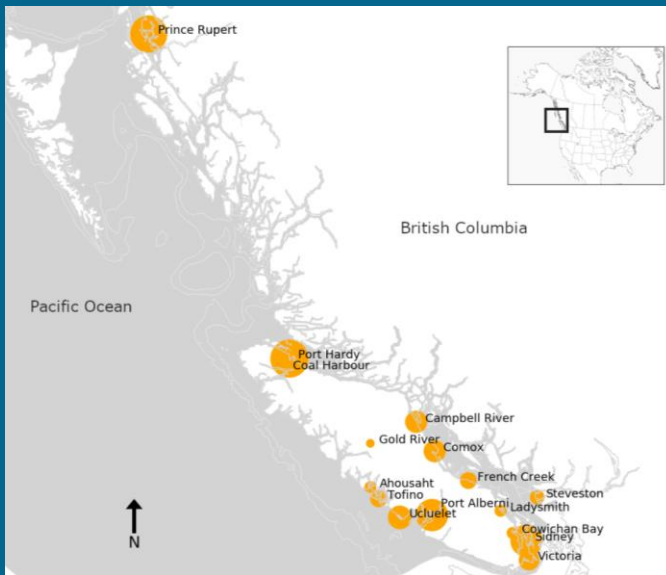 Prince Rupert
British Columbia
Pacific Ocean
Port Hardy
Coal Harbour
Campbell River
Gold River
Comox
French Creek
Ahousaht
Tofino
Steveston
Port Alberni
Ladysmith
Ucluelet
Cowichan Bay
Sidney
Victoria
N